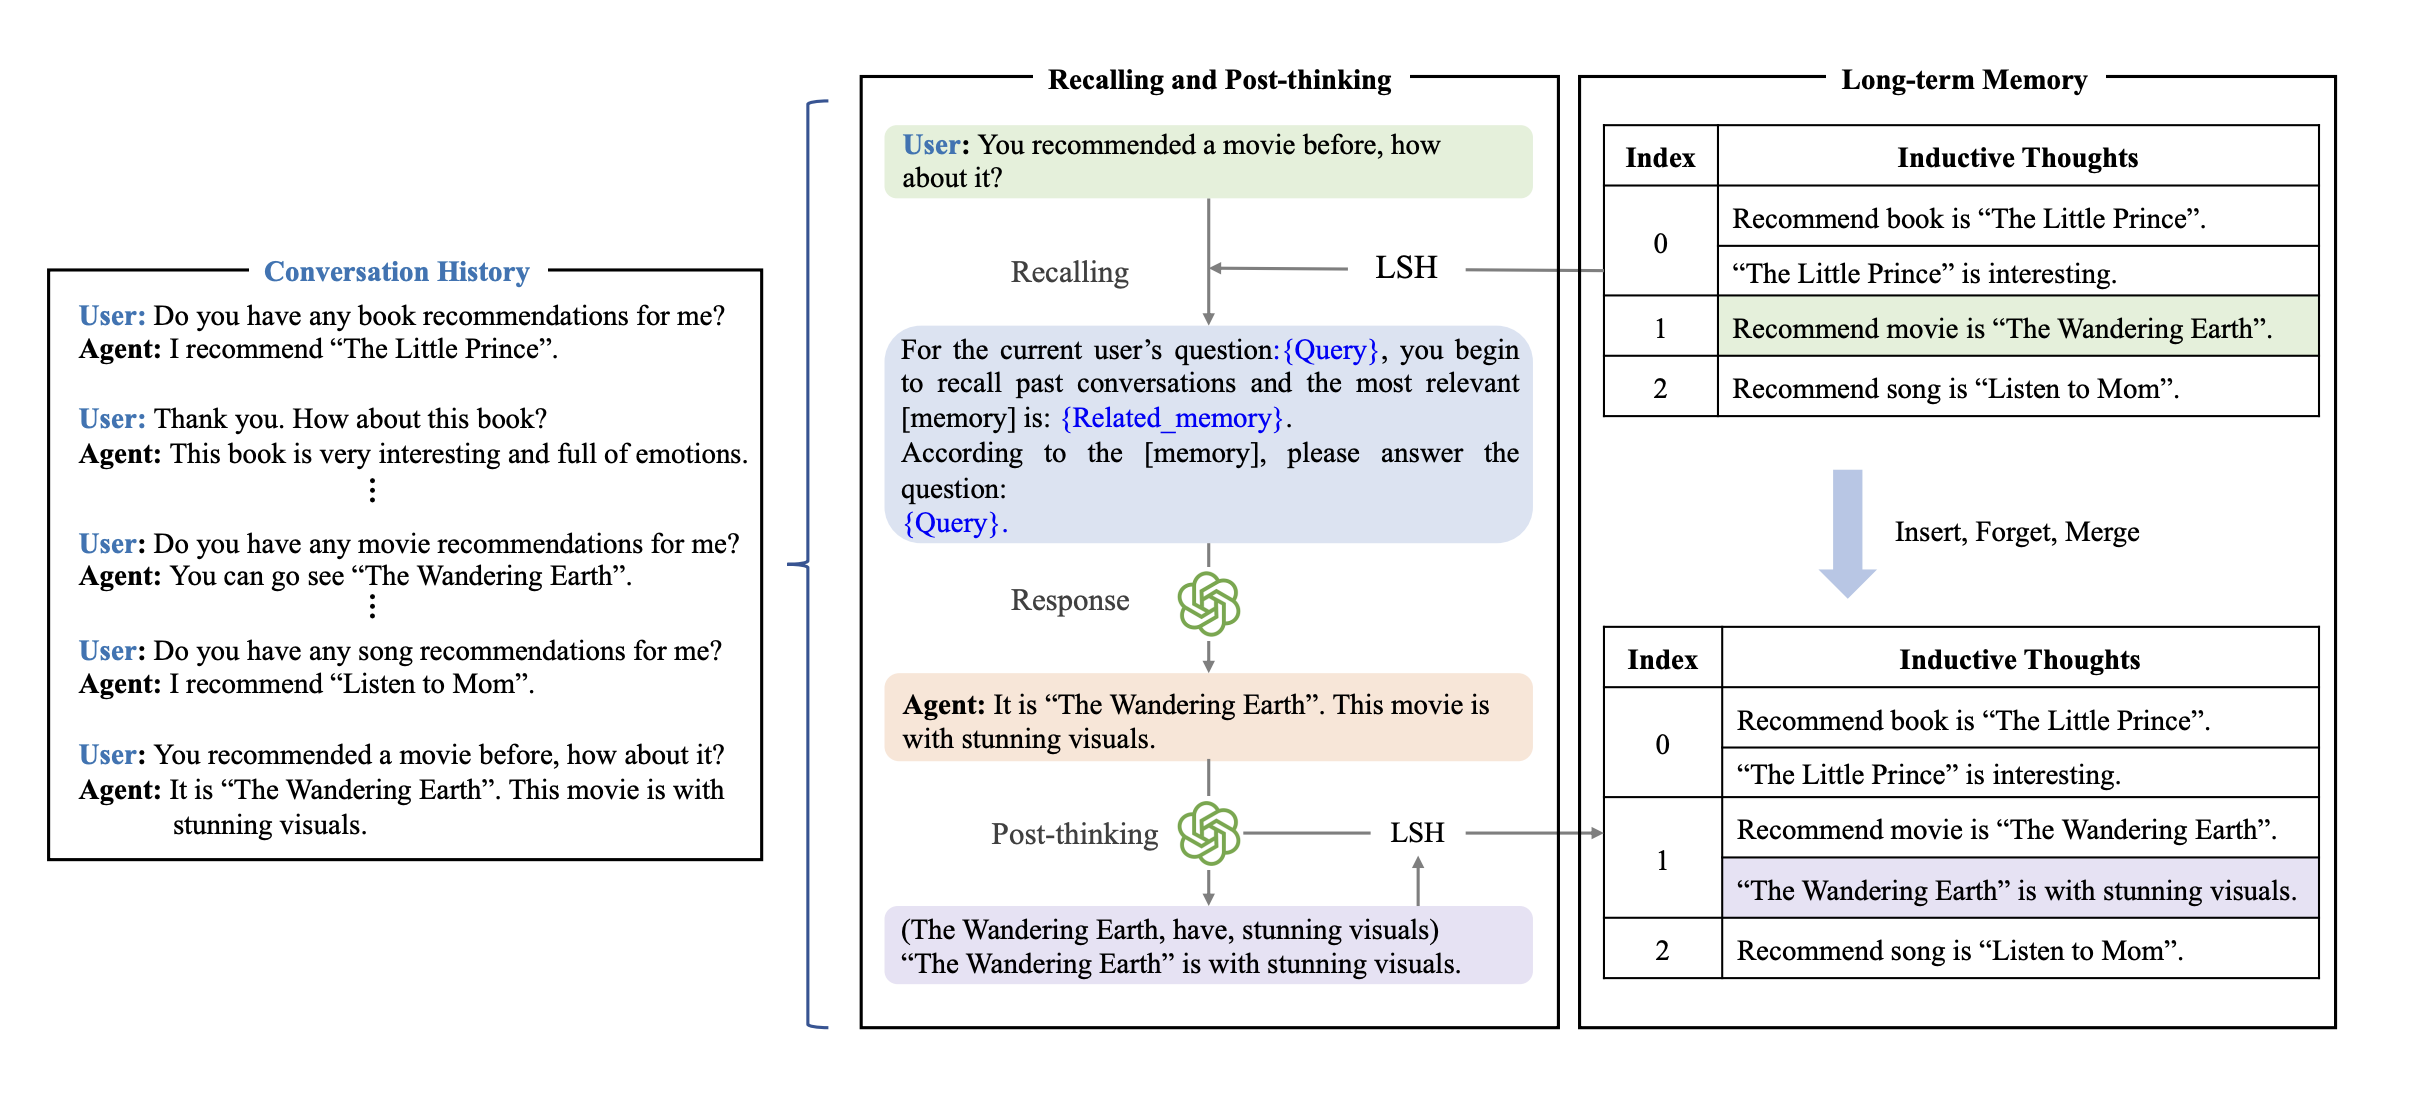 Conversation History
User: Do you have any book recommendations for me?
Agent: I recommend “The Little Prince”.
User: Thank you. How about this book?
Agent: This book is very interesting and full of emotions.
User: Do you have any movie recommendations for me?
Agent: You can go see “The Wandering Earth”.
User: Do you have any song recommendations for me?
Agent: I recommend “Listen to Mom”.
User: You recommended a movie before, how about it?
Agent: It is “The Wandering Earth”. This movie is with
stunning visuals.
Recalling and Post-thinking
User: You recommended a movie before, how
about it?
Recalling
LSH
For the current user’s question:{Query}, you begin
to recall past conversations and the most relevant
[memory] is: {Related_memory}.
According to the [memory], please answer the
question:
{Query}.
Response
Agent: It is “The Wandering Earth”. This movie is
with stunning visuals.
Post-thinking
LSH
(The Wandering Earth, have, stunning visuals)
“The Wandering Earth” is with stunning visuals.
Long-term Memory
Index Inductive Thoughts
0
Recommend book is “The Little Prince”.
“The Little Prince” is interesting.
1 Recommend movie is “The Wandering Earth”.
2 Recommend song is “Listen to Mom”.
Insert, Forget, Merge
Index Inductive Thoughts
0
Recommend book is “The Little Prince”.
“The Little Prince” is interesting.
1
Recommend movie is “The Wandering Earth”.
“The Wandering Earth” is with stunning visuals.
2 Recommend song is “Listen to Mom”.